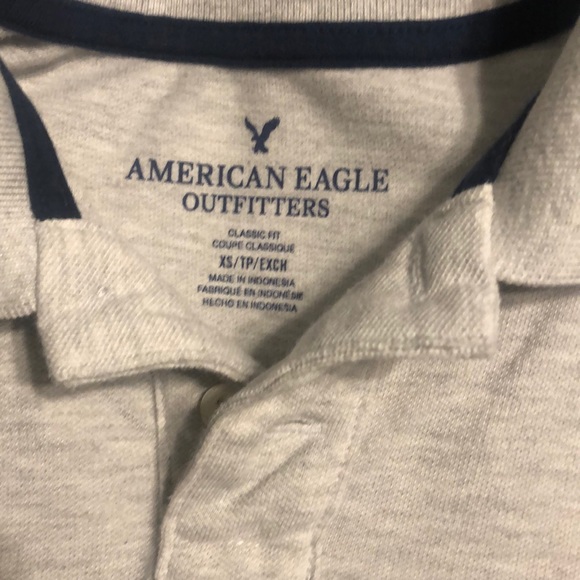 AMERICAN EAGLE
OUTFITTERS
CLASSIC FIT
COUPE CLASSIQUE
XS/TP/EXCH
MADE IN INDONESIA
FABRIQUÉ EN INDONÉSIE
HECHO EN INDONESIA